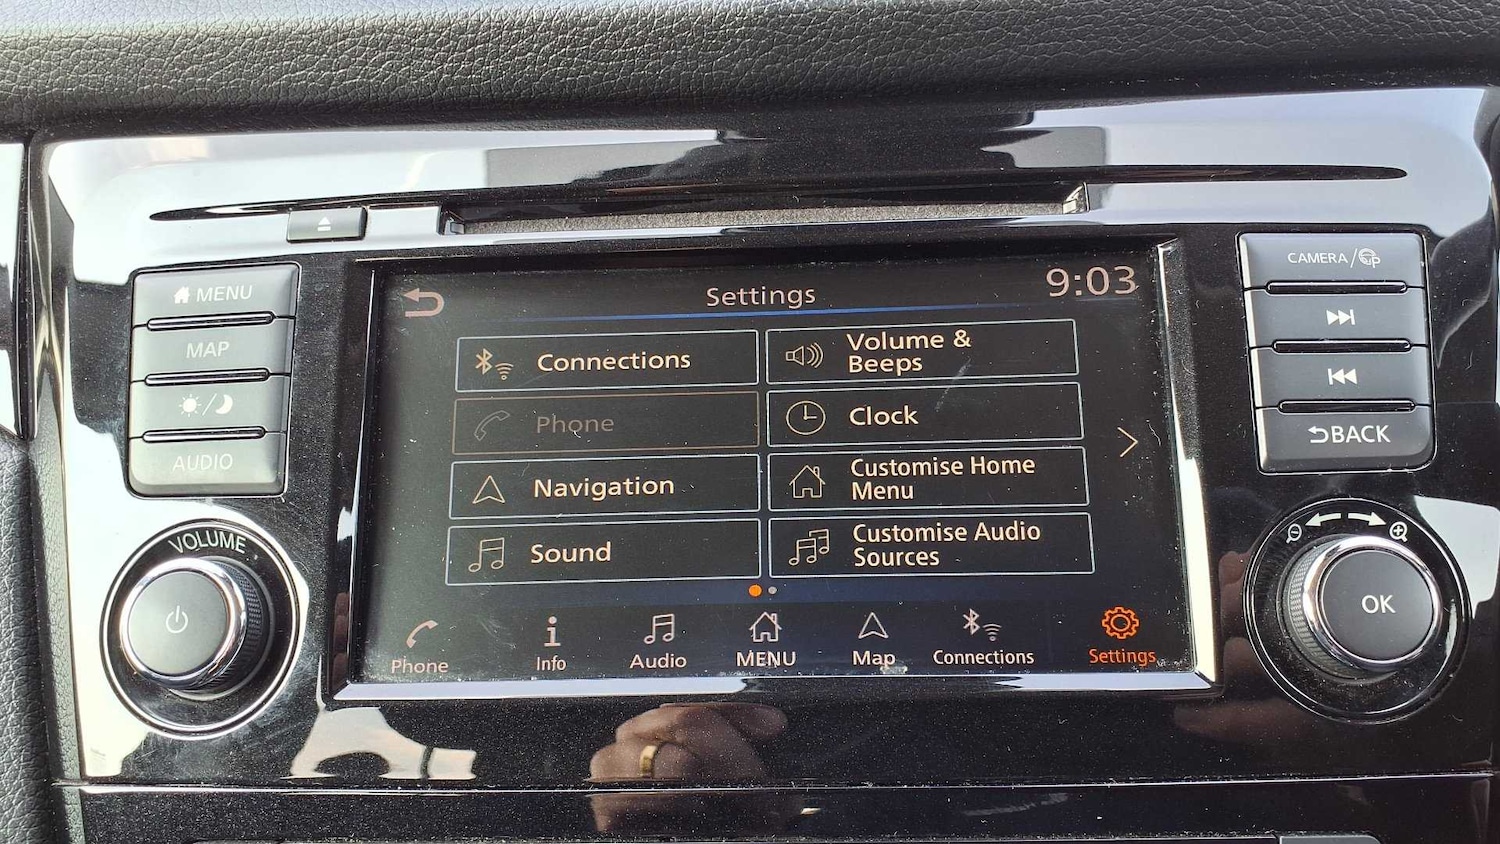 MENU
MAP
AUDIO
VOLUME
Settings
9:03
Connections
Phone
Navigation
Sound
Volume &
Beeps
Clock
Customise Home
Menu
Customise Audio
Sources
Phone
Info
Audio
MENU
Map
Connections
Settings
CAMERA/P
BACK
OK